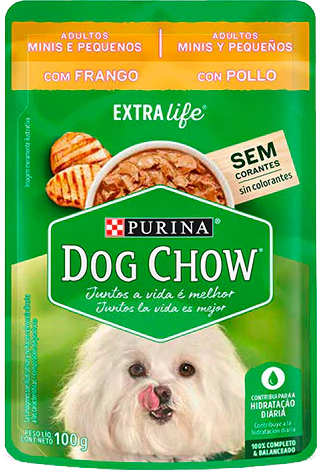 ADULTOS
MINIS E PEQUENOS
COM FRANGO
ADULTOS
MINIS Y PEQUEÑOS
CON POLLO
EXTRA life®
SEM
CORANTES
sin colorantes
PURINA®
DOG CHOW®
Juntos a vida é melhor
Juntos la vida es mejor
CONTRIBUI PARA A
HIDRATAÇÃO
DIÁRIA
Contribuye a la
hidratación diaria
100% COMPLETO
& BALANCEADO
PESO LÍQ
CONT.NETO 100g